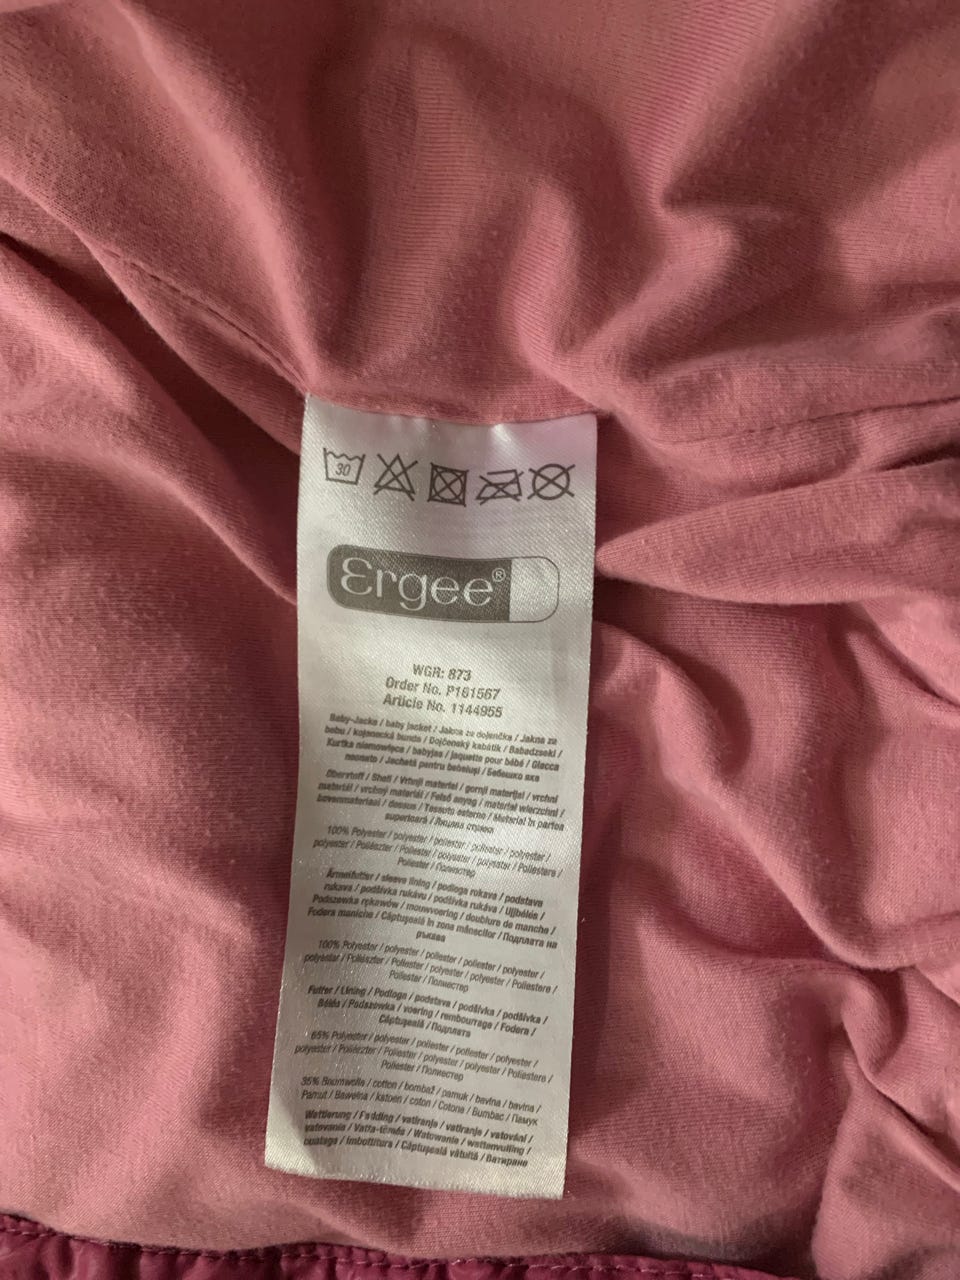 30
Ergee®
WGR: 873
Order No. P181567
Article No. 1144955
Baby-Jacke / baby jacket / Jakna za dojenčka / Jakna za
bebu / kojenecká bunda / Dojčenský kabátik / Babadzseki /
Kurtka niemowlęca / babyjas / jaquette pour bébé / Giacca
neonato / Jachetă pentru bebeluşi / Бебешко яке
Oberstoff / Shell / Vrhnji material / gornji materijal / vrchní
materiál / vrchný materiál / Felső anyag / materiał wierzchni /
bovenmateriaal / dessus / Tessuto esterno / Material în partea
superioară / Лицева страна
100% Polyester / polyester / poliester / poliester / polyester /
polyester / Poliészter / Poliester / polyester / polyester / Poliestere /
Poliester / Полиестер
Ärmelfutter / sleeve lining / podloga rokava / podstava
rukava / podšívka rukávu / podšívka rukáva / Ujjbélés /
Podszewka rękawów / mouwvoering / doublure de manche /
Fodera maniche / Căptuşeală în zona mânecilor / Подплата на
ръкава
100% Polyester / polyester / poliester / poliester / polyester /
polyester / Poliészter / Poliester / polyester / polyester / Poliestere /
Poliester / Полиестер
Futter / Lining / Podloga / podstava / podšívka / podšívka /
Bélés / Podszewka / voering / rembourrage / Fodera /
Căptuşeală / Подплата
65% Polyester / polyester / poliester / poliester / polyester /
polyester / Poliészter / Poliester / polyester / polyester / Poliestere /
Poliester / Полиестер
35% Baumwolle / cotton / bombaž / pamuk / bavlna / bavlna /
Pamut / Bawełna / katoen / coton / Cotone / Bumbac / Памук
Wattierung / Padding / vatiranje / vatiranje / vatování /
vatovanie / Vatta-tömés / Watowanie / wattenvulling /
ouatage / Imbottitura / Căptuşeală vătuită / Ватиране